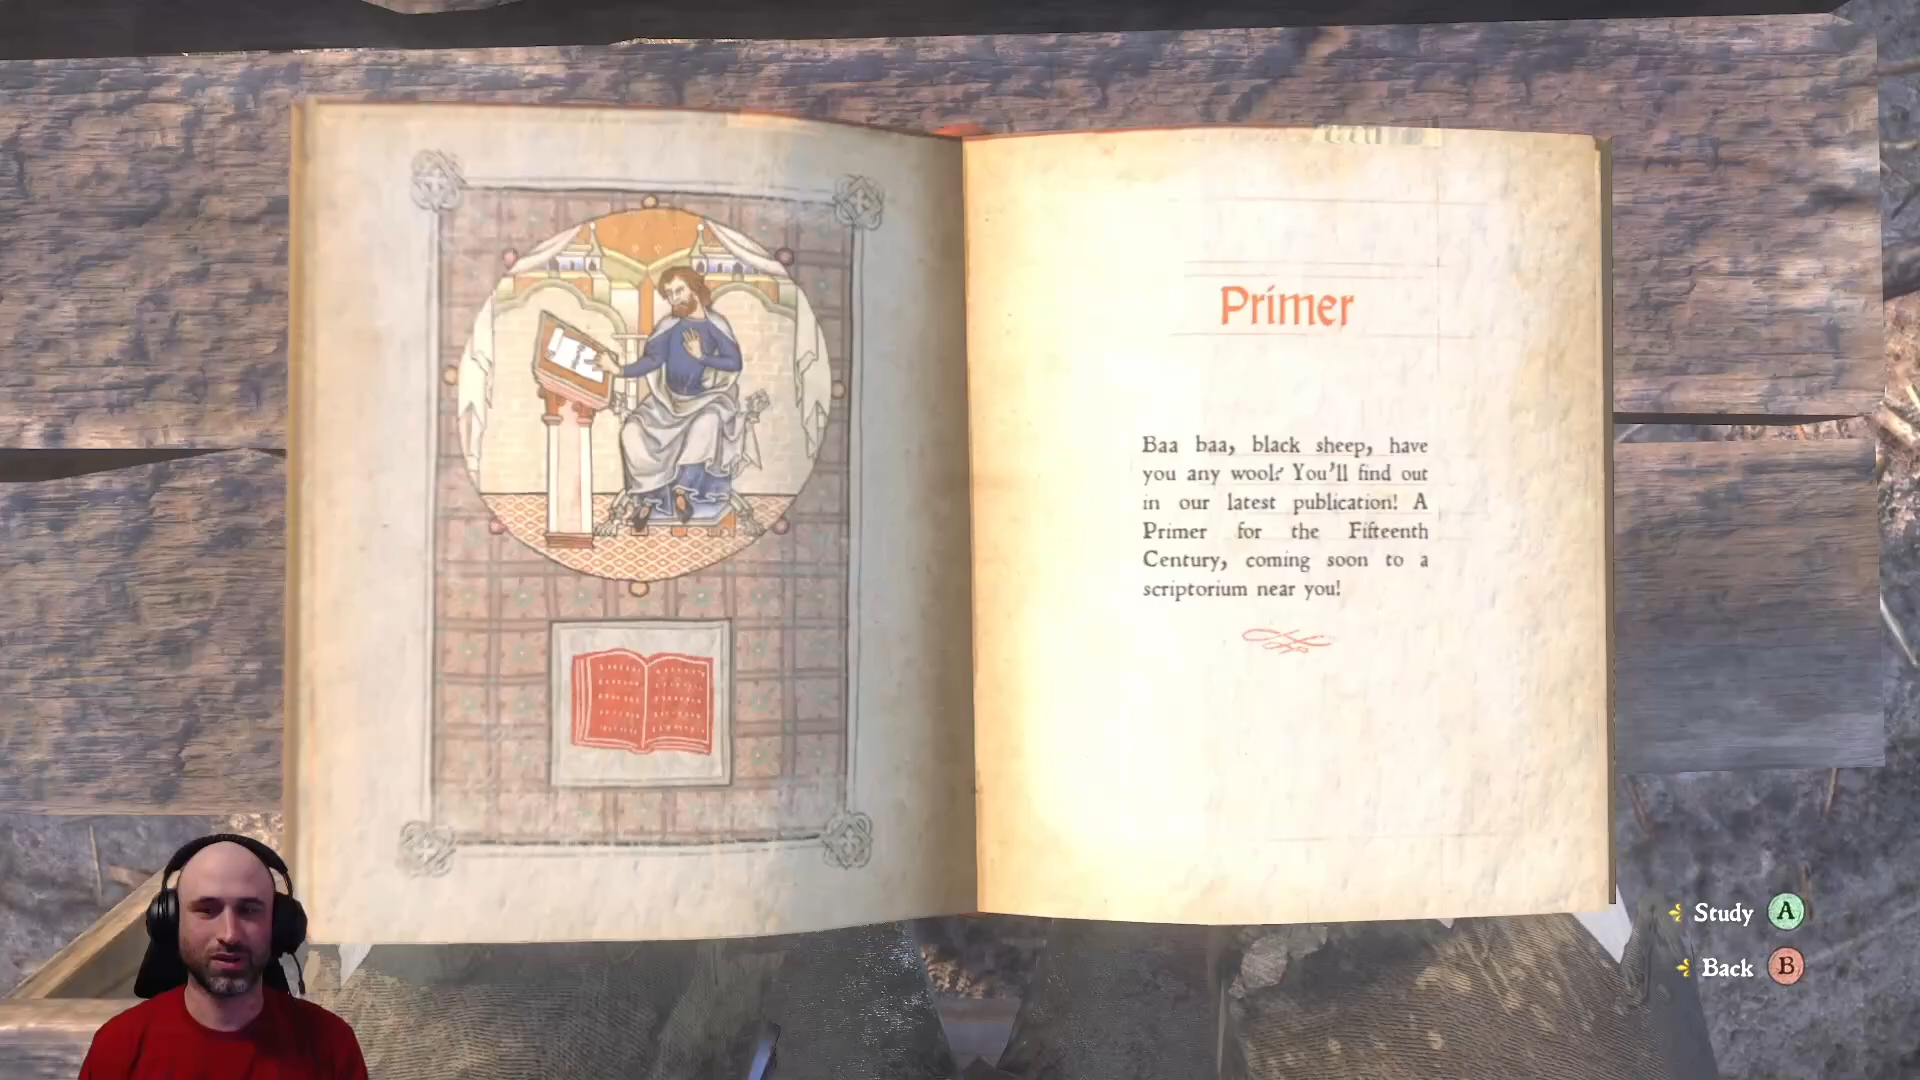 Primer
Baa baa, black sheep, have
you any wool? You'll find out
in our latest publication! A
Primer for the Fifteenth
Century, coming soon to a
scriptorium near you!
Study A
Back B